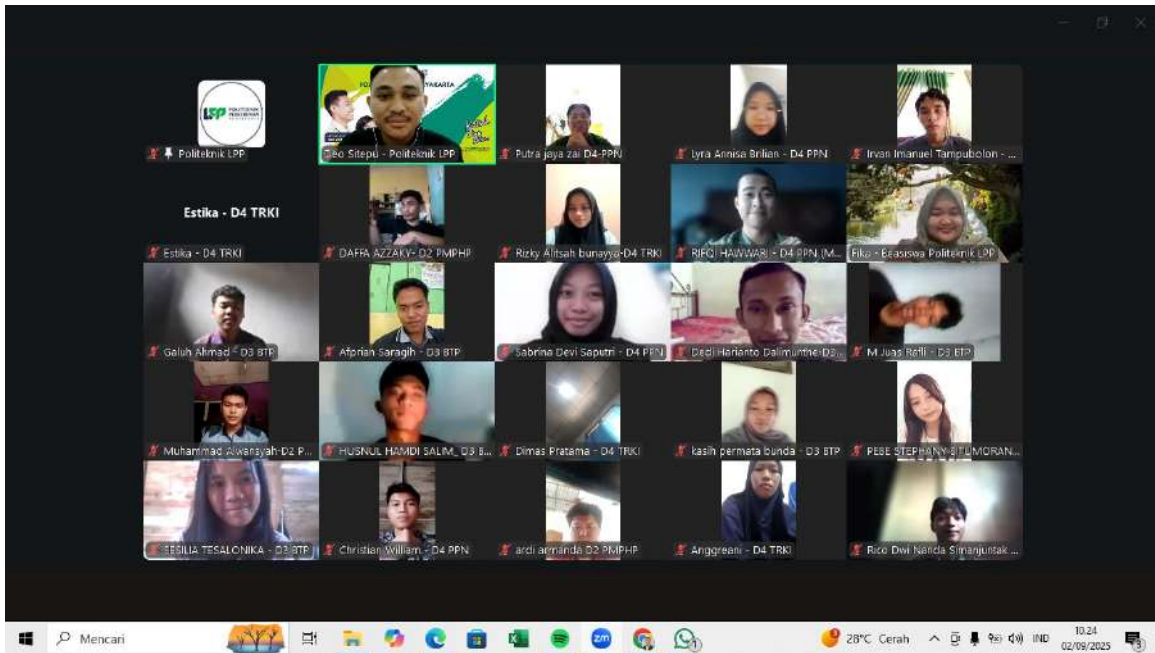 LPP
Politeknik LPP
Deo Sitepu - Politeknik LPP
Putra jaya zai D4-PPN
Lyra Annisa Brilian - D4 PPN
Irvan Imanuel Tampubolon - ...
Estika - D4 TRKI
Estika - D4 TRKI
DAFFA AZZAKY- D2 PMPHP
Rizky Alitsah bunayya-D4 TRKI
RIFQI HAWWARI - D4 PPN (M...
Fika - Beasiswa Politeknik LPP
Galuh Ahmad - D3 BTP
Afprian Saragih - D3 BTP
Sabrina Devi Saputri - D4 PPN
Dedi Harianto Dalimunthe-D3...
M Juas Rafli - D3 BTP
Muhammad Alwansyah-D2 P...
HUSNUL HAMDI SALIM_ D3 B...
Dimas Pratama - D4 TRKI
kasih permata bunda - D3 BTP
PEBE STEPHANY SITUMORAN...
SESILIA TESALONIKA - D3 BTP
Christian William - D4 PPN
ardi armanda D2 PMPHP
Anggreani - D4 TRKI
Rico Dwi Nanda Simanjuntak ...
Mencari
zm
28°C Cerah
IND
10.24
02/09/2025